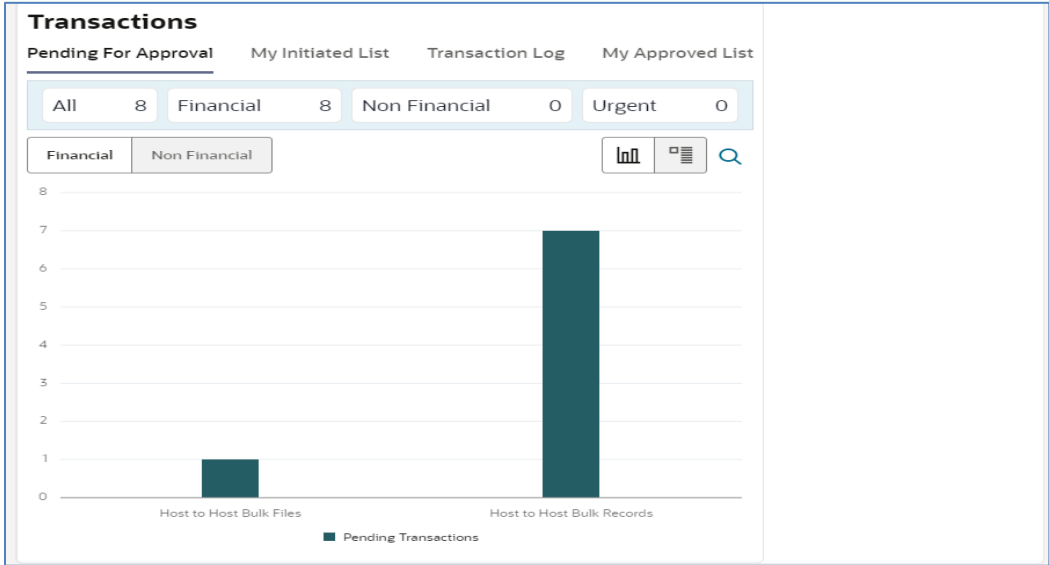 Transactions
Pending For Approval My Initiated List Transaction Log My Approved List
All 8 Financial 8 Non Financial 0 Urgent 0
Financial Non Financial
8
7
6
5
4
3
2
1
0
Host to Host Bulk Files Host to Host Bulk Records
Pending Transactions